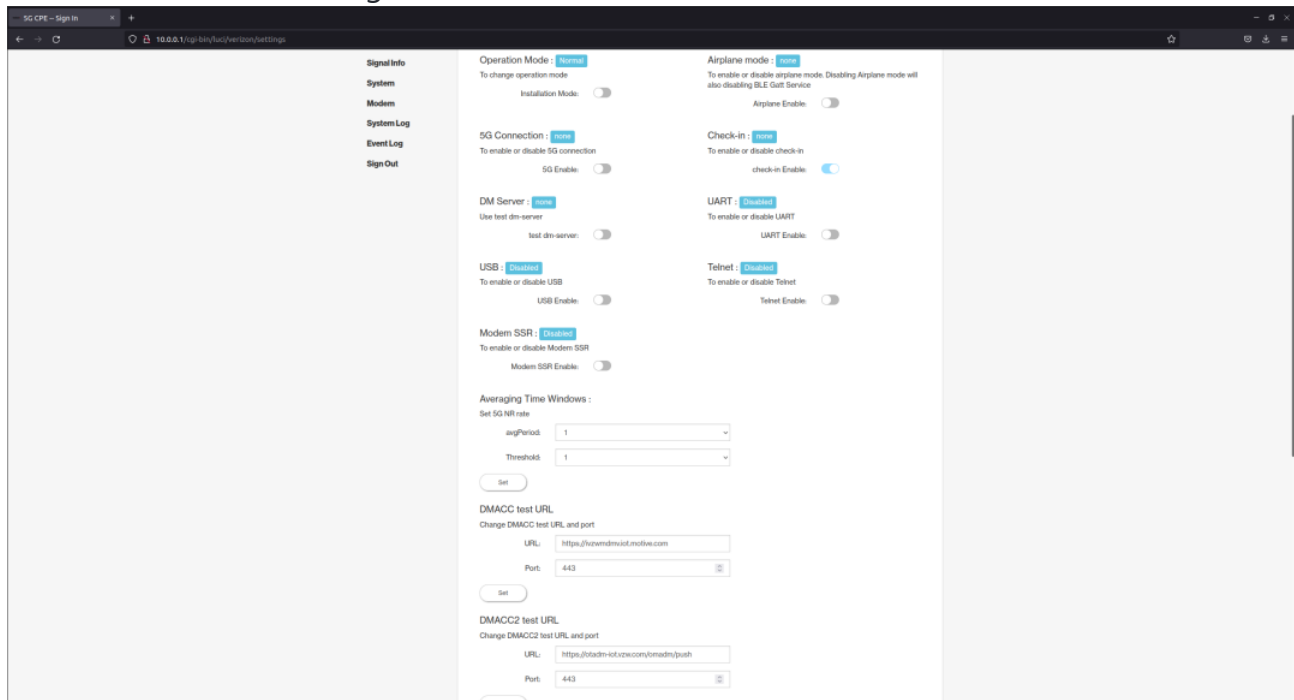 5G CPE – Sign In
10.0.0.1/cgi-bin/luci/verizon/settings
Signal Info
System
Modem
System Log
Event Log
Sign Out
Operation Mode : Normal
To change operation mode
Installation Mode:
Airplane mode : none
To enable or disable airplane mode. Disabling Airplane mode will
also disabling BLE Gatt Service
Airplane Enable:
5G Connection : none
To enable or disable 5G connection
5G Enable:
Check-in : none
To enable or disable check-in
check-in Enable:
DM Server : none
Use test dm-server
test dm-server:
UART : Disabled
To enable or disable UART
UART Enable:
USB : Disabled
To enable or disable USB
USB Enable:
Telnet : Disabled
To enable or disable Telnet
Telnet Enable:
Modem SSR : Disabled
To enable or disable Modem SSR
Modem SSR Enable:
Averaging Time Windows :
Set 5G NR rate
avgPeriod: 1
Threshold: 1
Set
DMACC test URL
Change DMACC test URL and port
URL: https://ivzwmdmv.iot.motive.com
Port: 443
Set
DMACC2 test URL
Change DMACC2 test URL and port
URL: https://otadm-iot.vzw.com/omadm/push
Port: 443